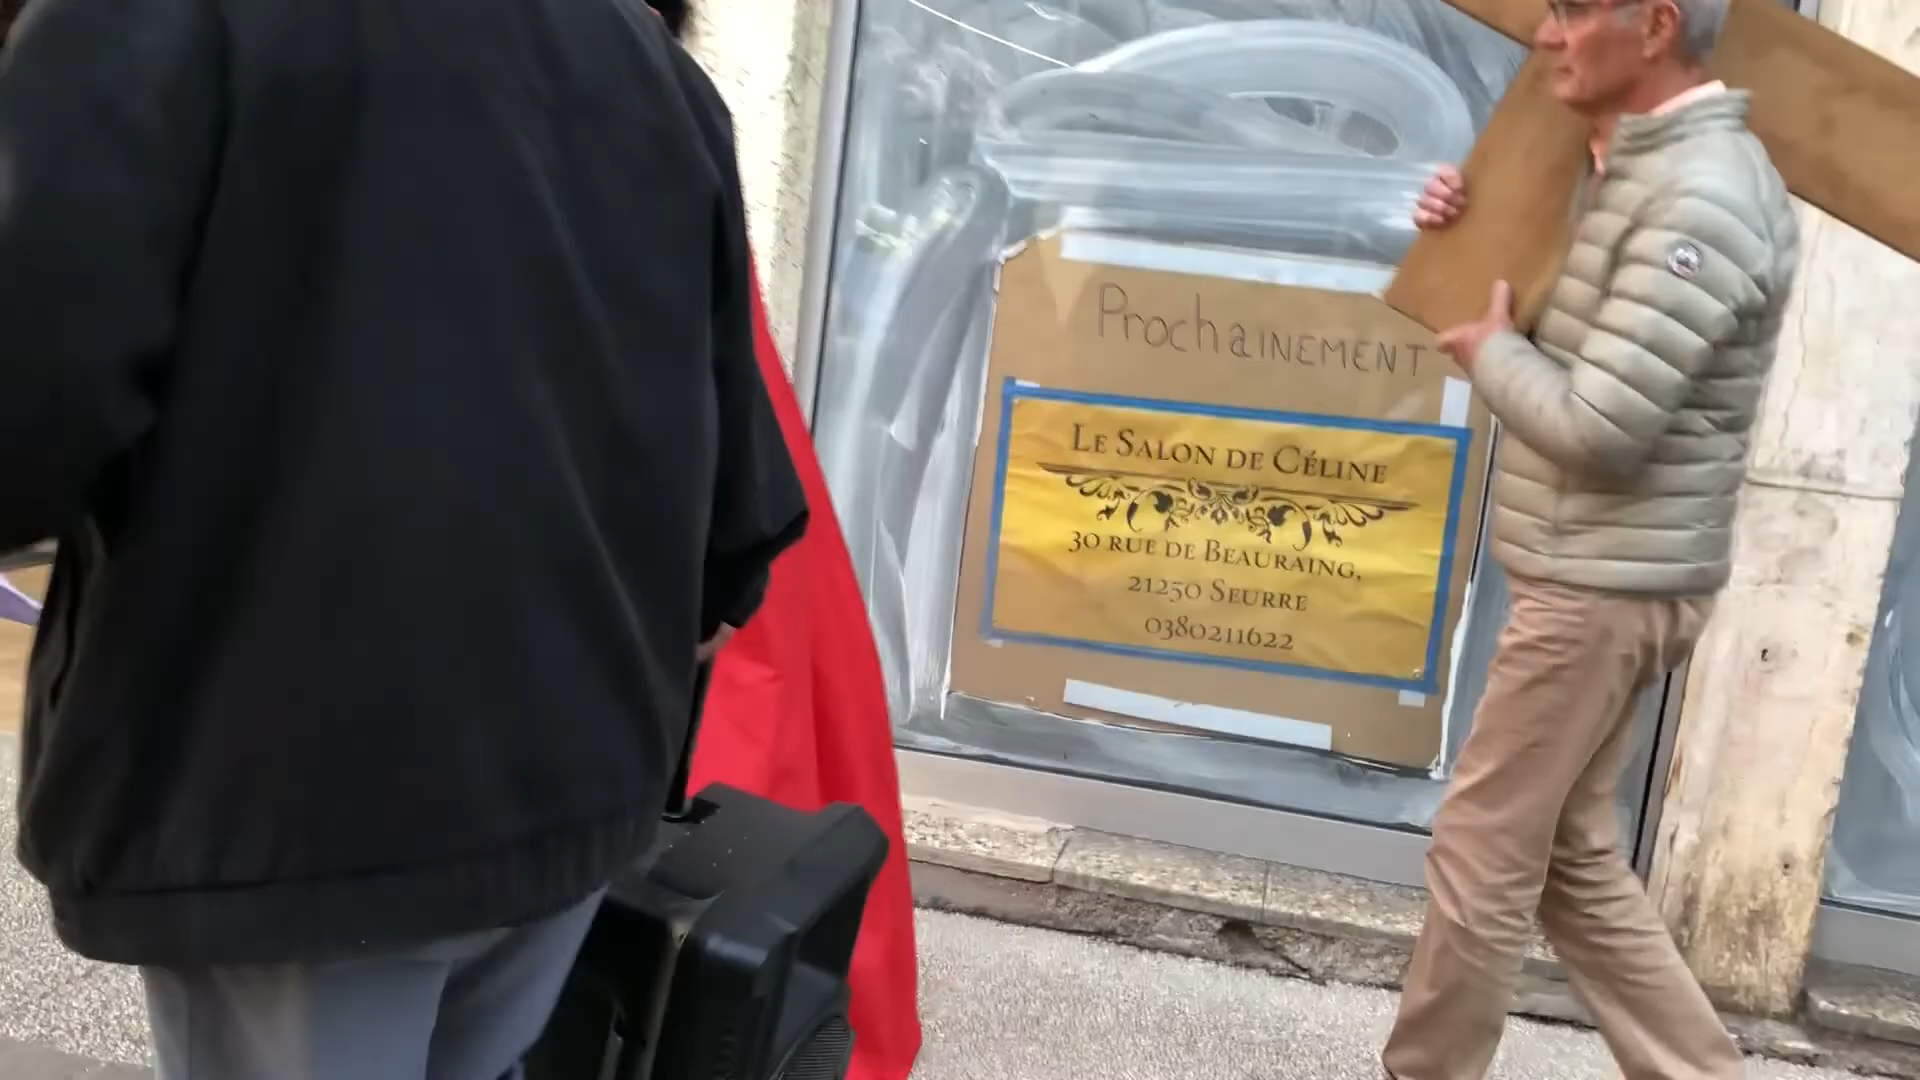 ProchaINEMENT
LE SALON DE CÉLINE
30 RUE DE BEAURAING,
21250 SEURRE
0380211622